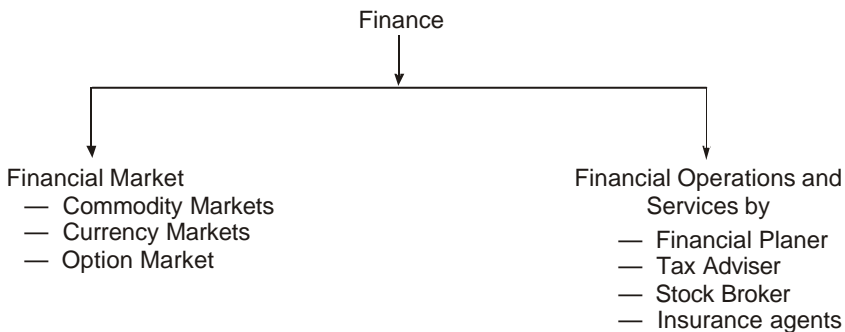 Finance
Financial Market
— Commodity Markets
— Currency Markets
— Option Market
Financial Operations and
Services by
— Financial Planer
— Tax Adviser
— Stock Broker
— Insurance agents